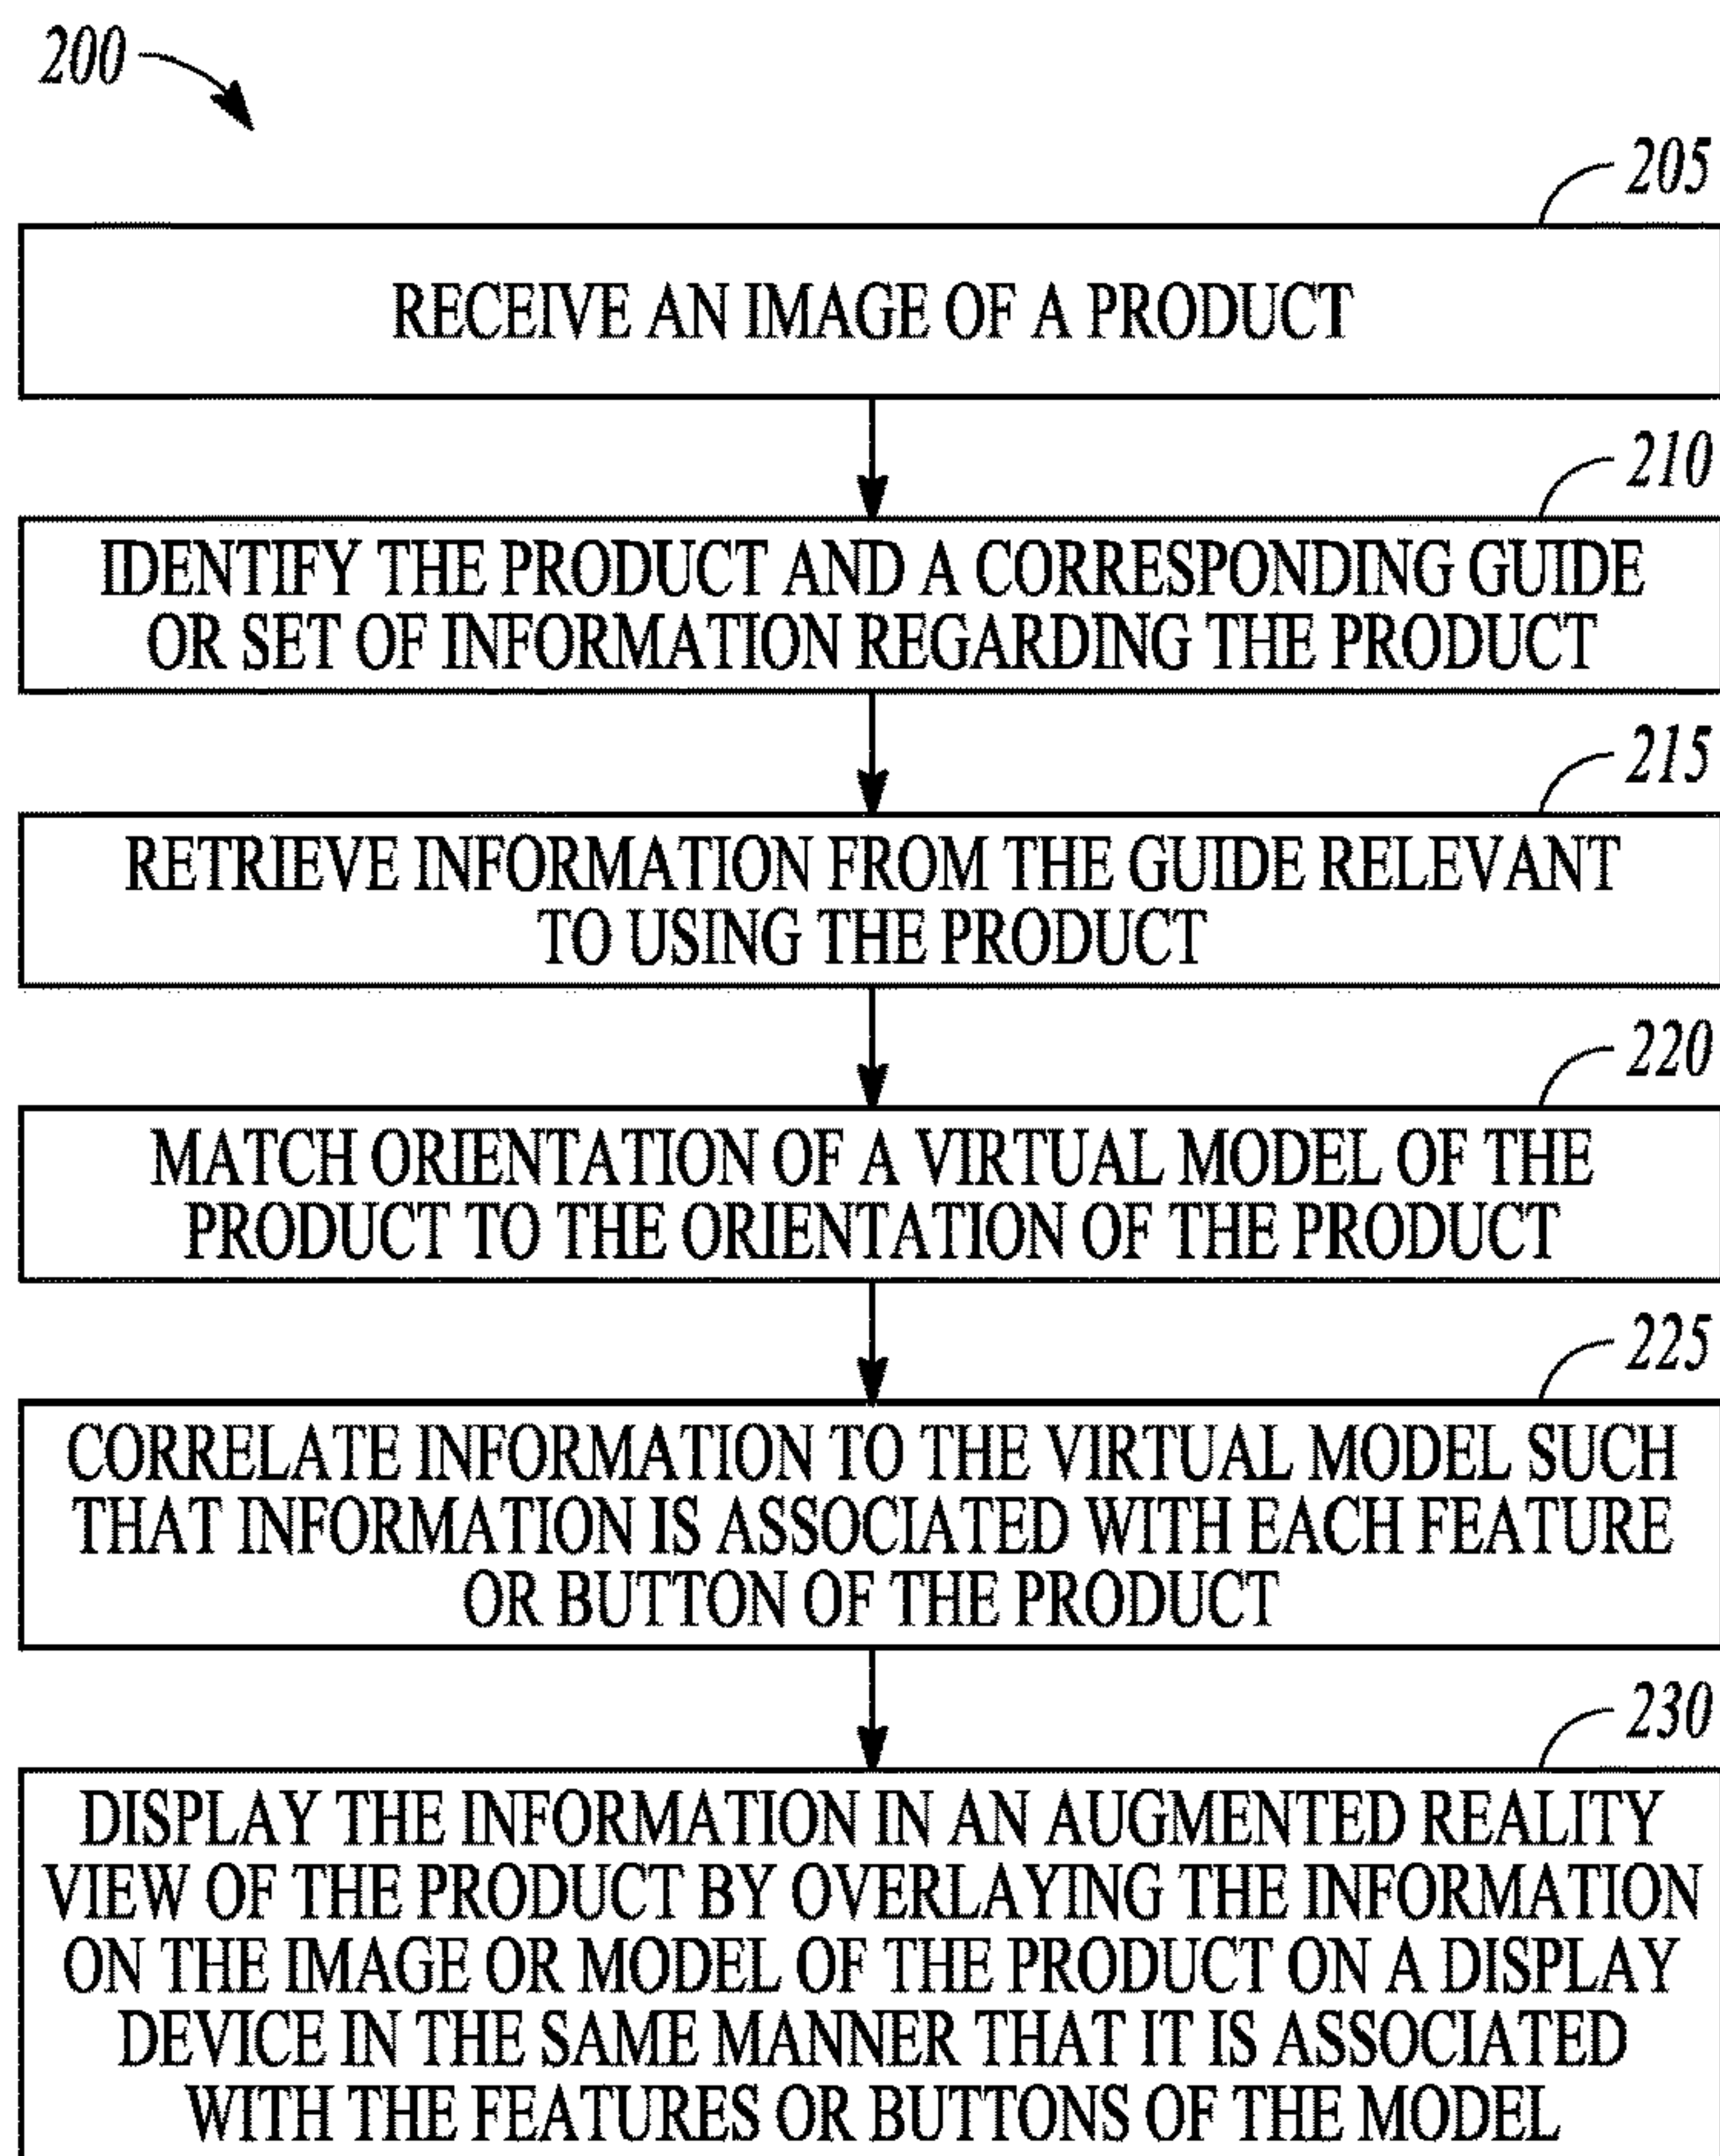 200
205
RECEIVE AN IMAGE OF A PRODUCT
210
IDENTIFY THE PRODUCT AND A CORRESPONDING GUIDE
OR SET OF INFORMATION REGARDING THE PRODUCT
215
RETRIEVE INFORMATION FROM THE GUIDE RELEVANT
TO USING THE PRODUCT
220
MATCH ORIENTATION OF A VIRTUAL MODEL OF THE
PRODUCT TO THE ORIENTATION OF THE PRODUCT
225
CORRELATE INFORMATION TO THE VIRTUAL MODEL SUCH
THAT INFORMATION IS ASSOCIATED WITH EACH FEATURE
OR BUTTON OF THE PRODUCT
230
DISPLAY THE INFORMATION IN AN AUGMENTED REALITY
VIEW OF THE PRODUCT BY OVERLAYING THE INFORMATION
ON THE IMAGE OR MODEL OF THE PRODUCT ON A DISPLAY
DEVICE IN THE SAME MANNER THAT IT IS ASSOCIATED
WITH THE FEATURES OR BUTTONS OF THE MODEL